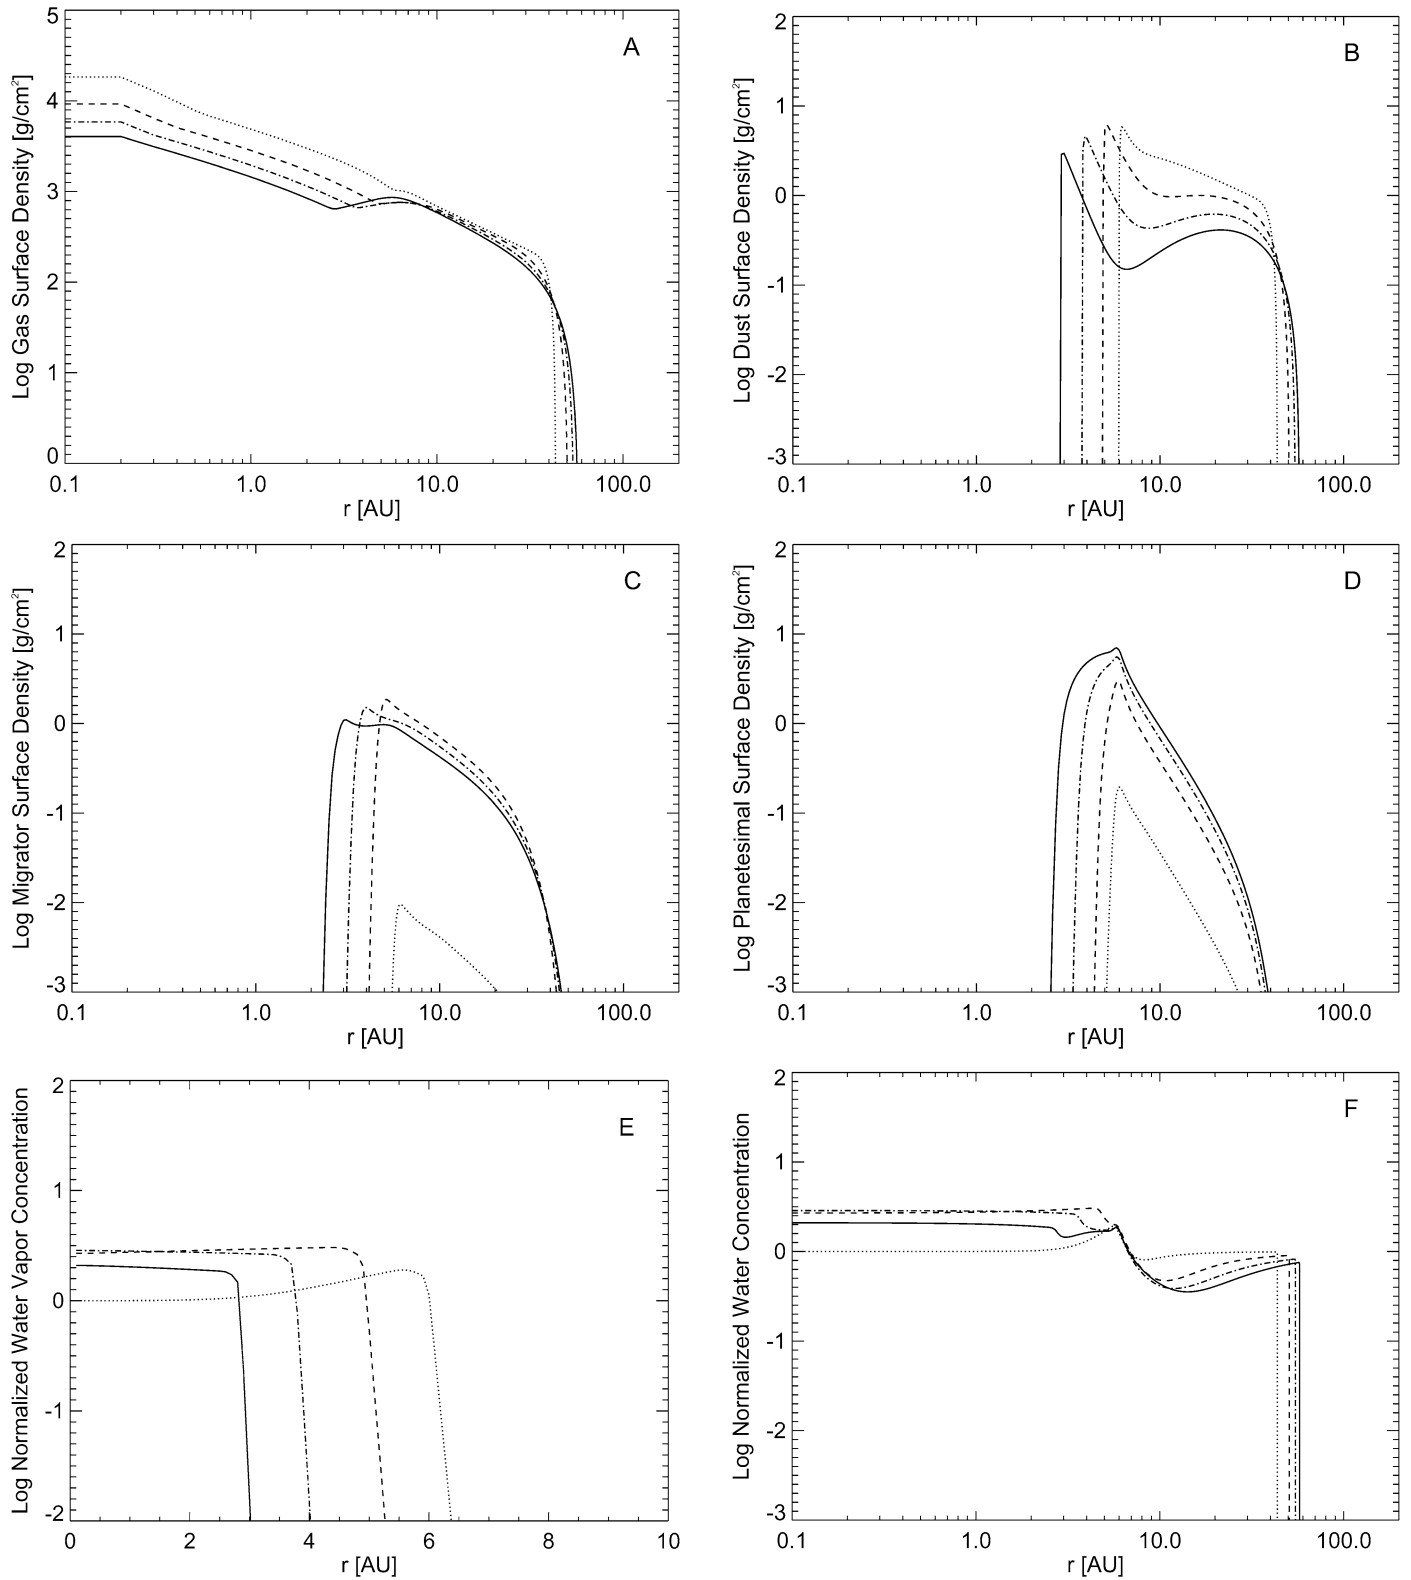 A
Log Gas Surface Density [g/cm²]
5
4
3
2
1
0
0.1 1.0 10.0 100.0
r [AU]
B
Log Dust Surface Density [g/cm²]
2
1
0
-1
-2
-3
0.1 1.0 10.0 100.0
r [AU]
C
Log Migrator Surface Density [g/cm²]
2
1
0
-1
-2
-3
0.1 1.0 10.0 100.0
r [AU]
D
Log Planetesimal Surface Density [g/cm²]
2
1
0
-1
-2
-3
0.1 1.0 10.0 100.0
r [AU]
E
Log Normalized Water Vapor Concentration
2
1
0
-1
-2
0 2 4 6 8 10
r [AU]
F
Log Normalized Water Concentration
2
1
0
-1
-2
-3
0.1 1.0 10.0 100.0
r [AU]